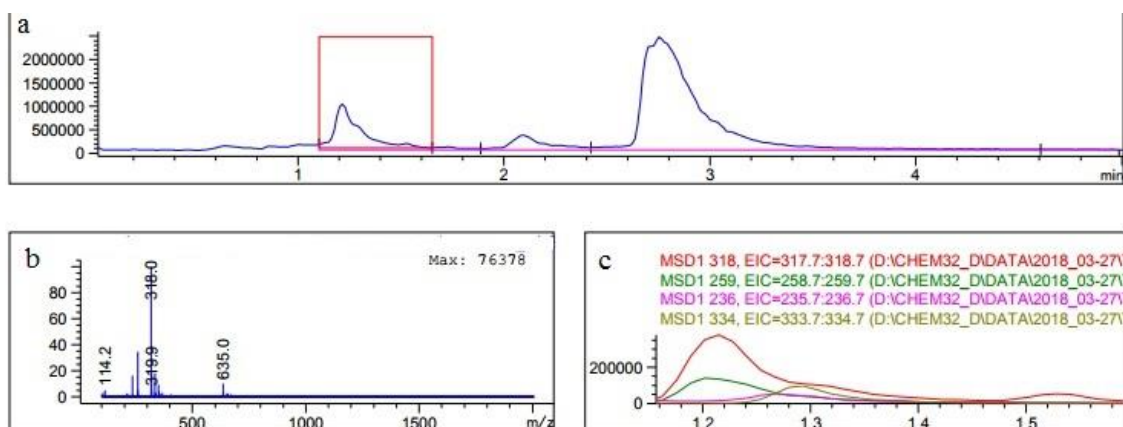 a
2000000
1500000
1000000
500000
0
1 2 3 4 min
b
Max: 76378
80
60
40
20
0
114.2
318.0
319.9
635.0
500 1000 1500 m/z
c
MSD1 318, EIC=317.7:318.7 (D:\CHEM32_D\DATA\2018_03-27\
MSD1 259, EIC=258.7:259.7 (D:\CHEM32_D\DATA\2018_03-27\
MSD1 236, EIC=235.7:236.7 (D:\CHEM32_D\DATA\2018_03-27\
MSD1 334, EIC=333.7:334.7 (D:\CHEM32_D\DATA\2018_03-27\
200000
0
1.2 1.3 1.4 1.5